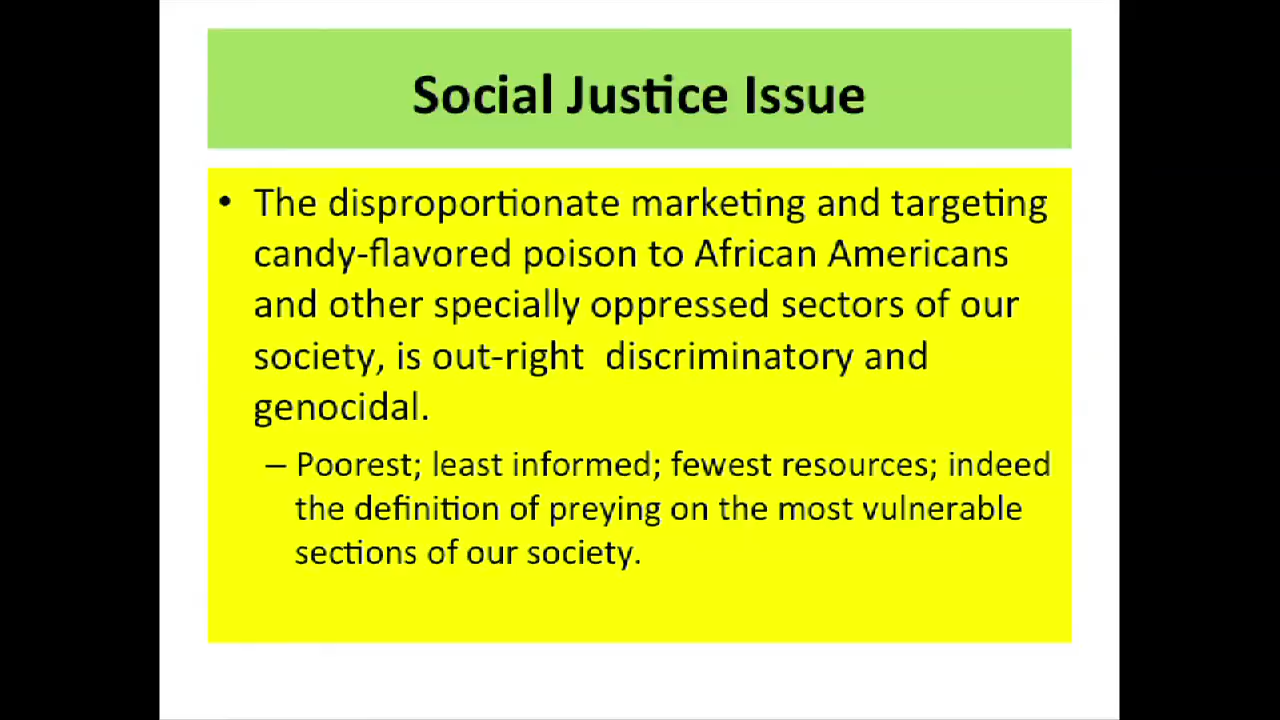 Social Justice Issue
• The disproportionate marketing and targeting
candy-flavored poison to African Americans
and other specially oppressed sectors of our
society, is out-right  discriminatory and
genocidal.
– Poorest; least informed; fewest resources; indeed
the definition of preying on the most vulnerable
sections of our society.